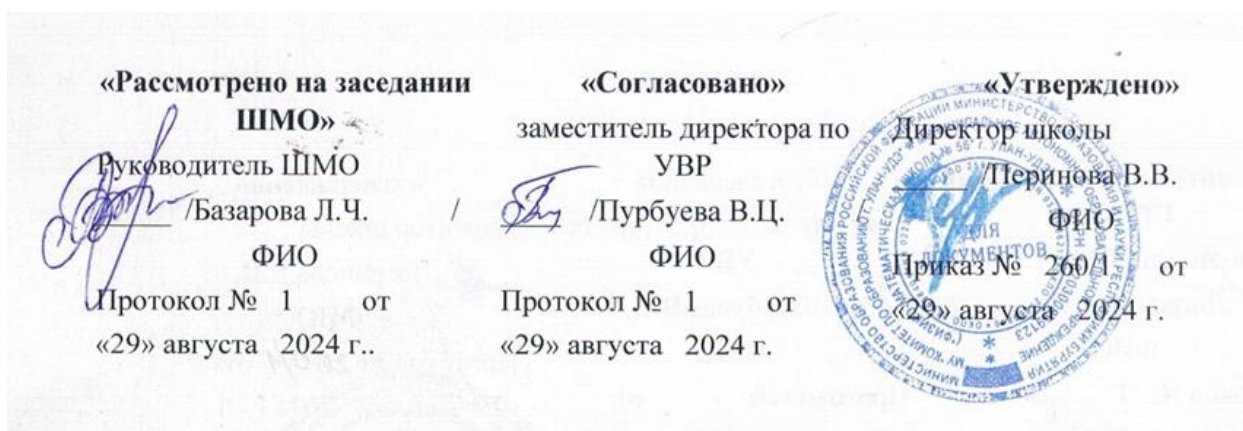 «Рассмотрено на заседании
ШМО»
Руководитель ШМО
/Базарова Л.Ч. /
ФИО
Протокол № 1 от
«29» августа 2024 г..
«Согласовано»
заместитель директора по
УВР
/Пурбуева В.Ц. /
ФИО
Протокол № 1 от
«29» августа 2024 г.
«Утверждено»
Директор школы
/Перинова В.В.
ФИО
Приказ № 260/1 от
«29» августа 2024 г.
ДЛЯ
ДОКУМЕНТОВ